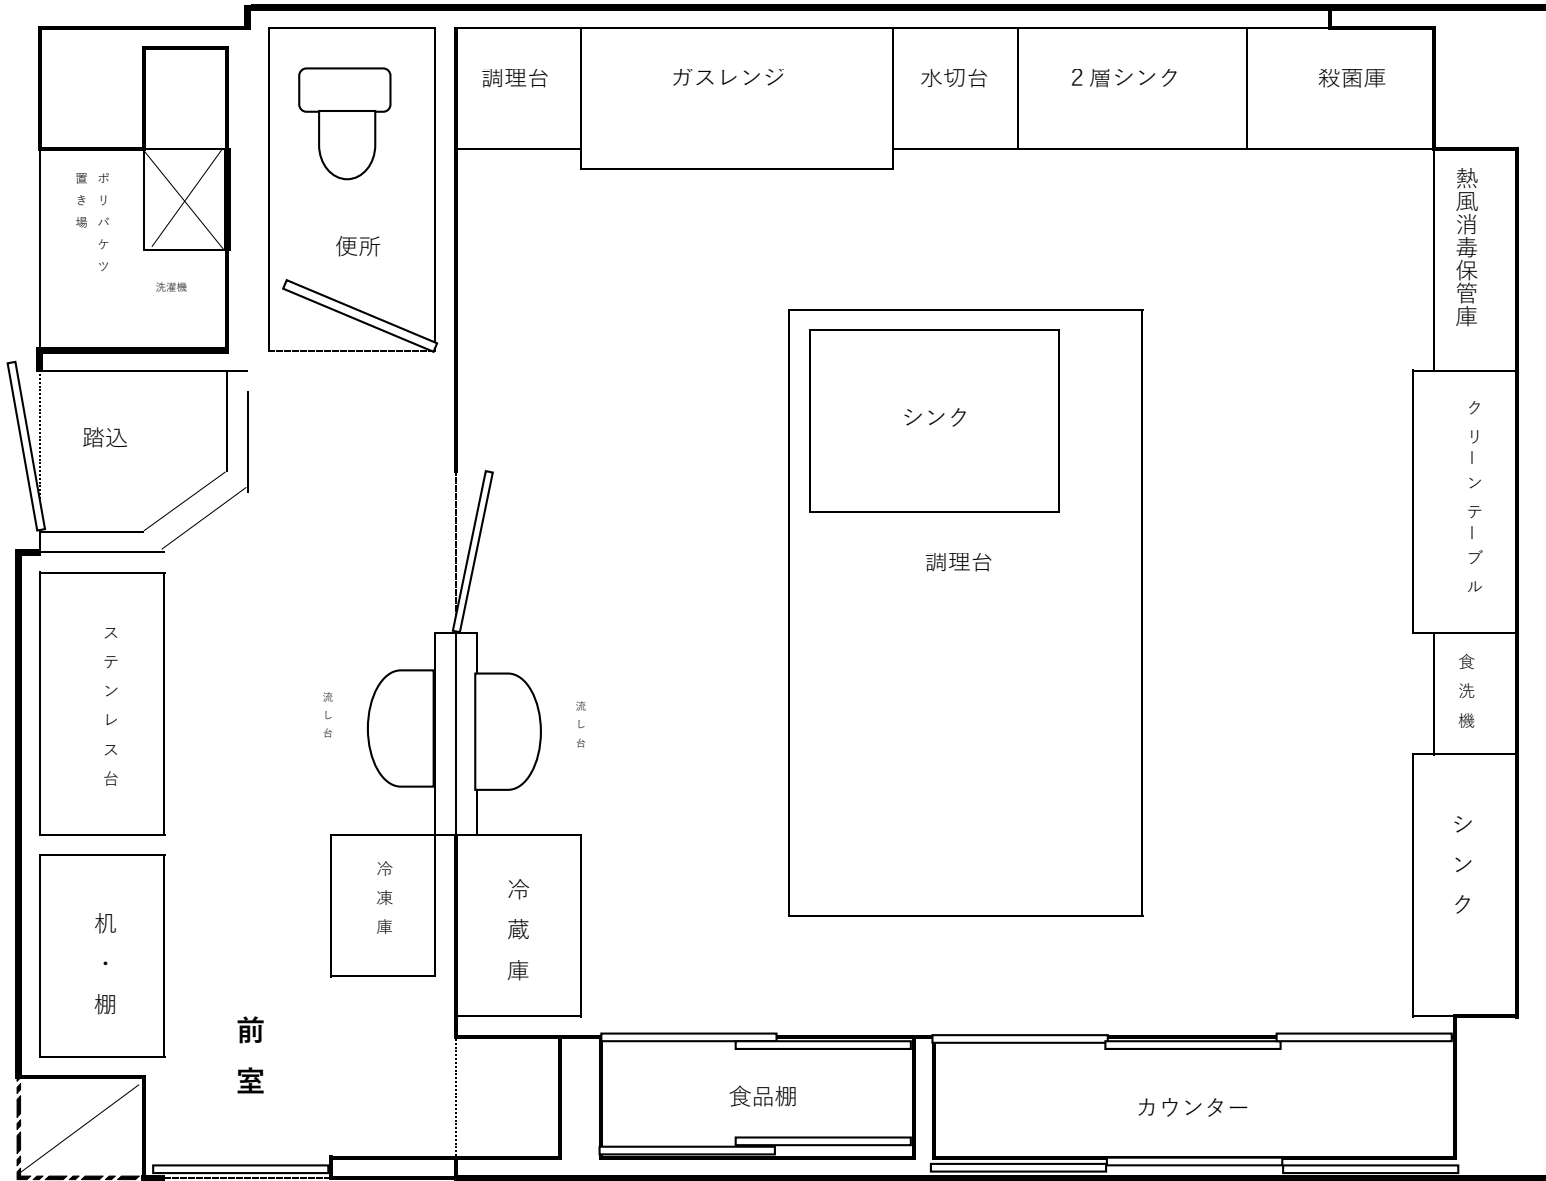 調理台
ガスレンジ
水切台
２層シンク
殺菌庫
ポリバケツ
置き場
洗濯機
便所
熱風消毒保管庫
踏込
シンク
調理台
クリーンテーブル
ステンレス台
流し台
流し台
食洗機
シンク
冷凍庫
冷蔵庫
机・棚
前室
食品棚
カウンター